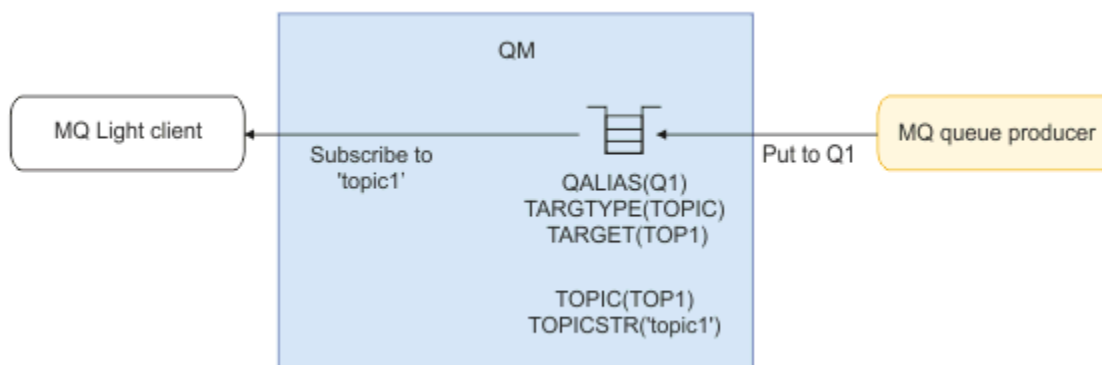 QM
MQ Light client
Subscribe to
'topic1'
MQ queue producer
Put to Q1
QALIAS(Q1)
TARGTYPE(TOPIC)
TARGET(TOP1)
TOPIC(TOP1)
TOPICSTR('topic1')